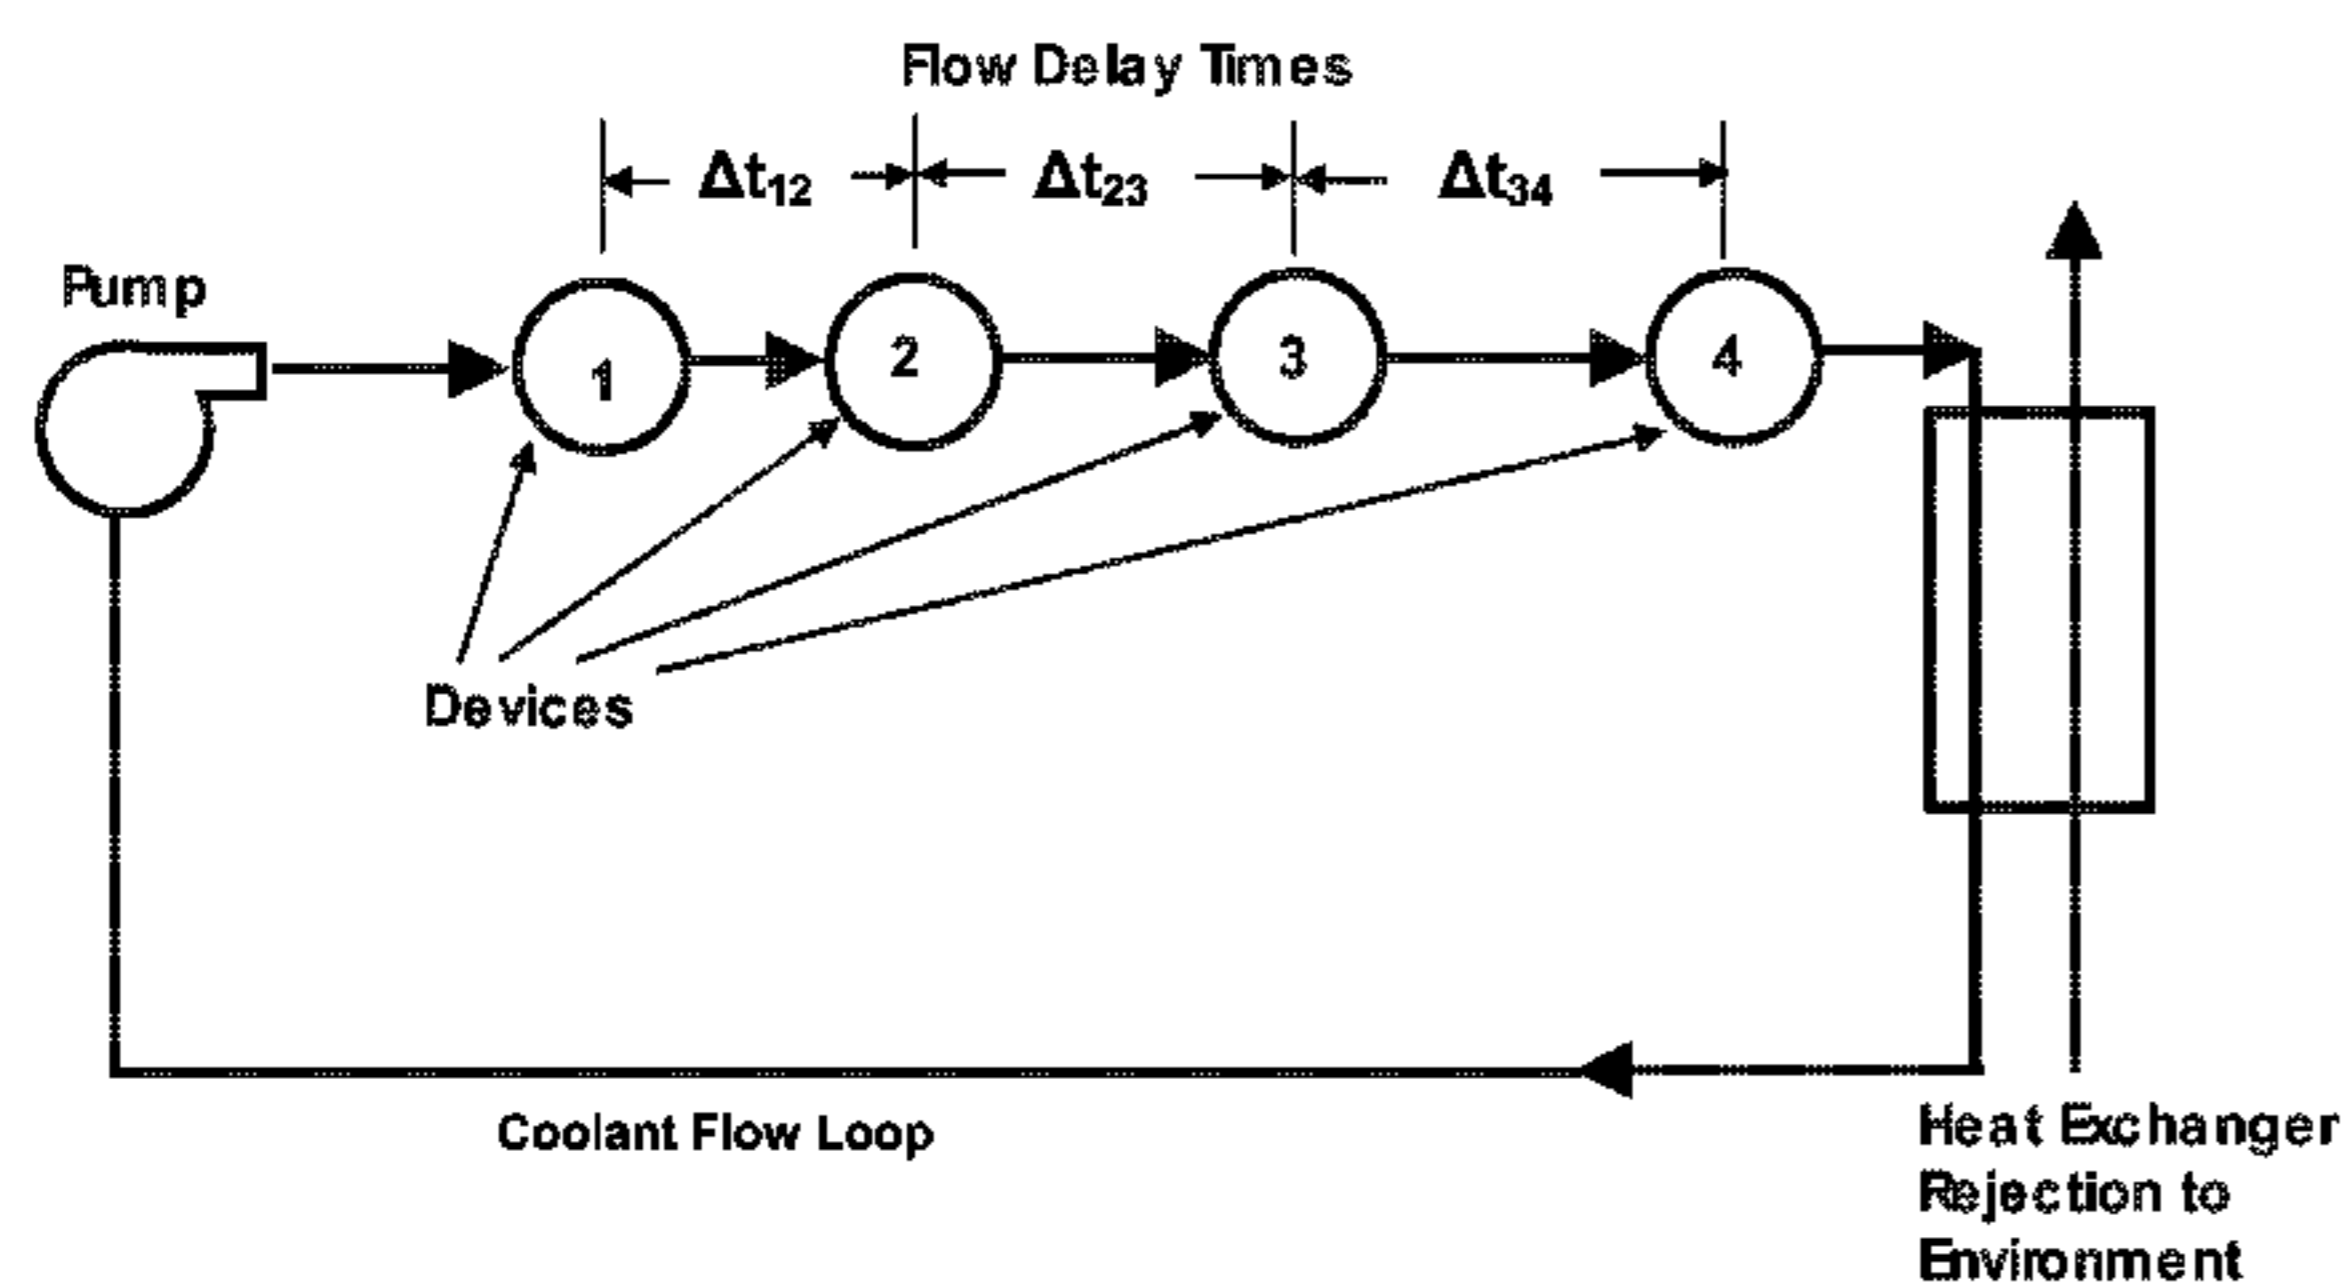 Flow Delay Times
Δt12 Δt23 Δt34
Pump
1 2 3 4
Devices
Coolant Flow Loop
Heat Exchanger
Rejection to
Environment